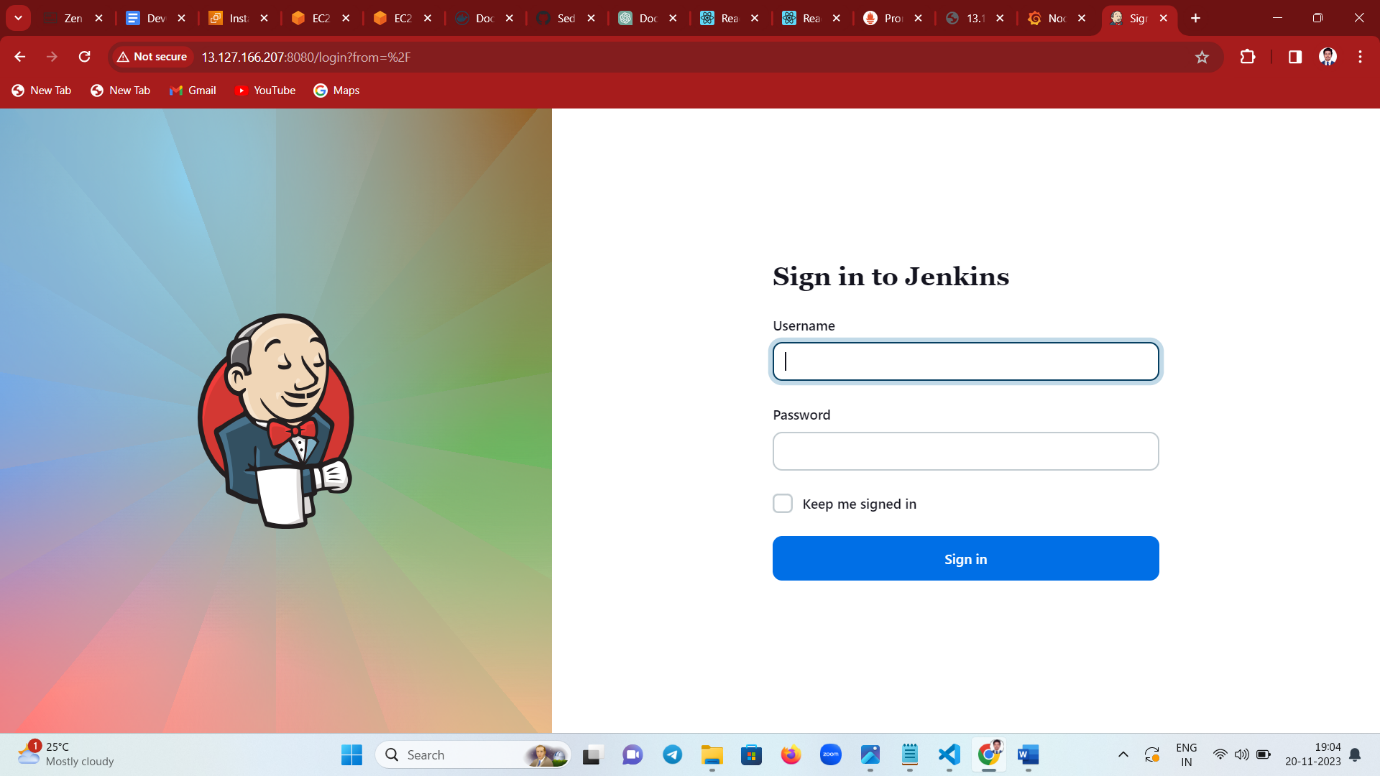 Zen
Dev
Inst
EC2
EC2
Doc
Sed
Doc
Rea
Rea
Pro
13.1
Noc
Sig
Not secure
13.127.166.207:8080/login?from=%2F
New Tab
New Tab
Gmail
YouTube
Maps
Sign in to Jenkins
Username
Password
Keep me signed in
Sign in
1
25°C
Mostly cloudy
Search
zoom
ENG
IN
19:04
20-11-2023